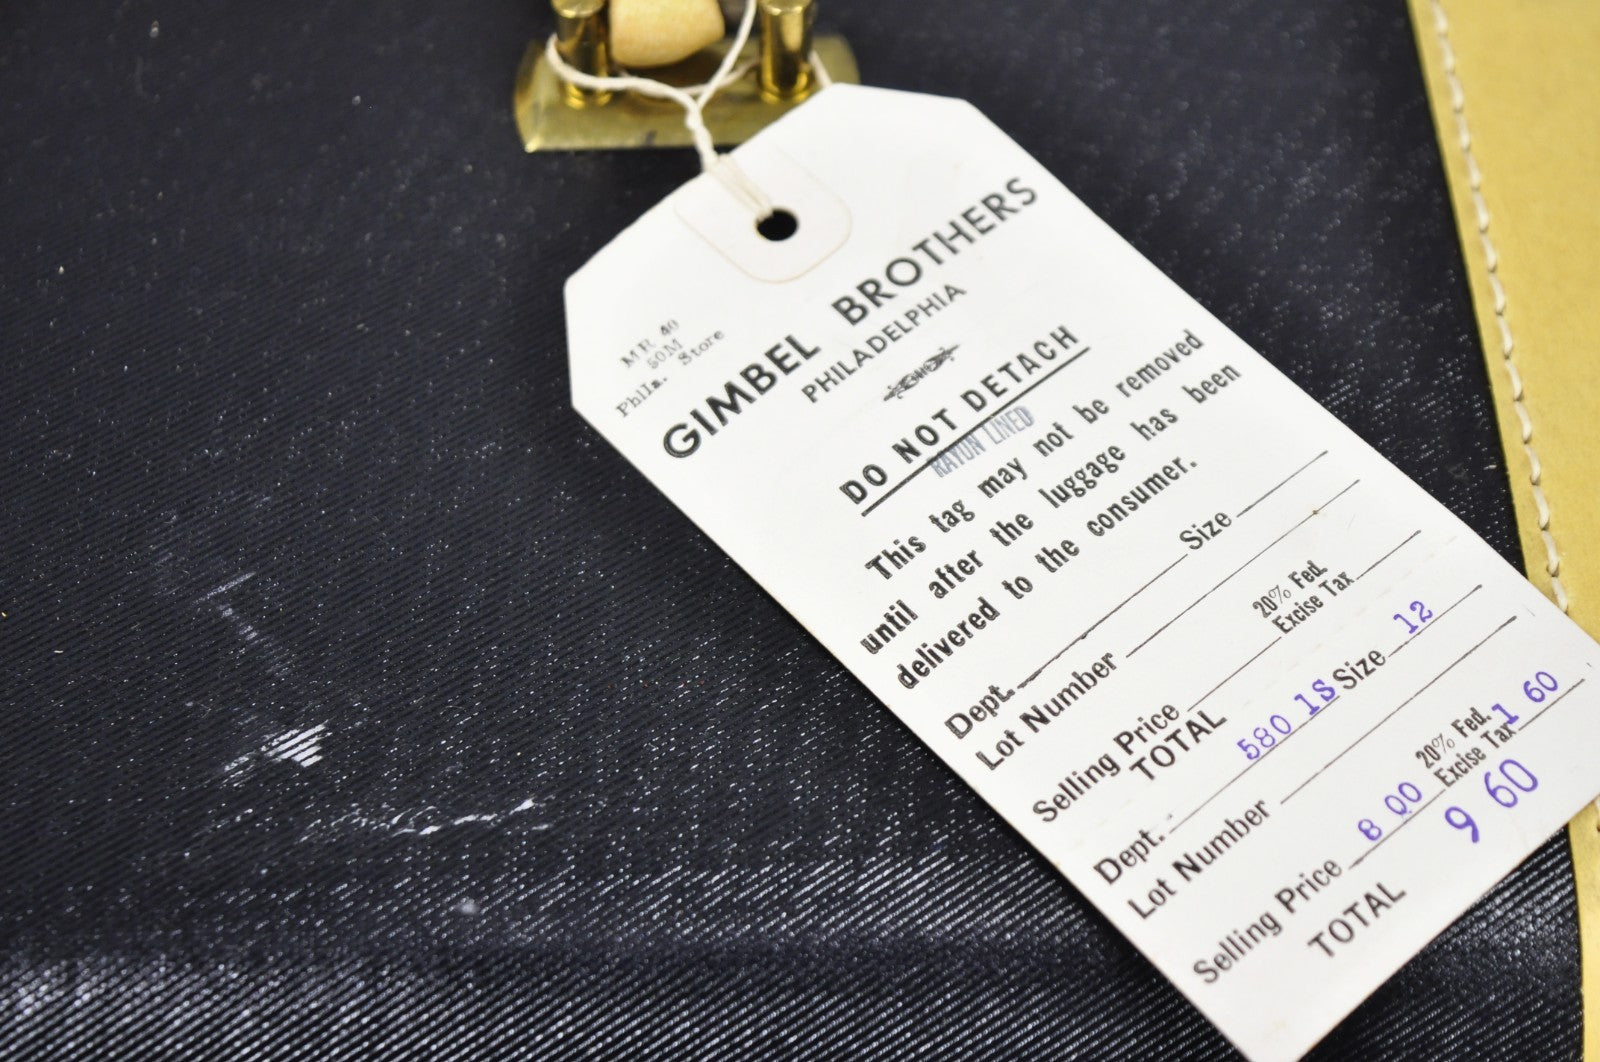 MR 40
50M
Phila. Store
GIMBEL BROTHERS
PHILADELPHIA
DO NOT DETACH
RAYON LINED
This tag may not be removed
until after the luggage has been
delivered to the consumer.
Dept. Size
Lot Number
Selling Price 20% Fed. Excise Tax
TOTAL
Dept. 580 1S Size 12
Lot Number
Selling Price 8 00 20% Fed. Excise Tax 1 60
TOTAL 9 60